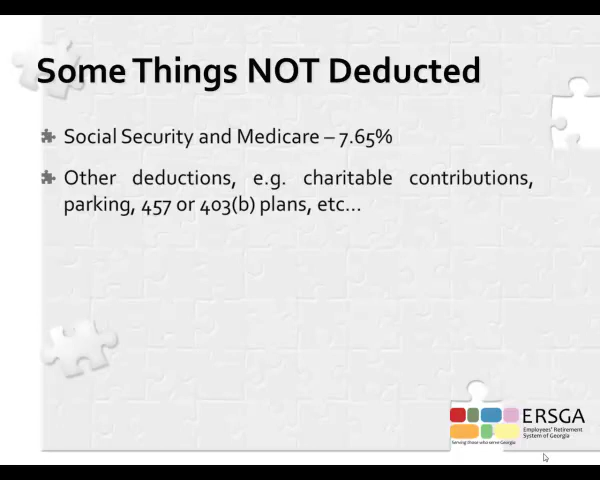 Some Things NOT Deducted
Social Security and Medicare – 7.65%
Other deductions, e.g. charitable contributions,
parking, 457 or 403(b) plans, etc…
ERSGA
Employees' Retirement
System of Georgia
Serving those who serve Georgia